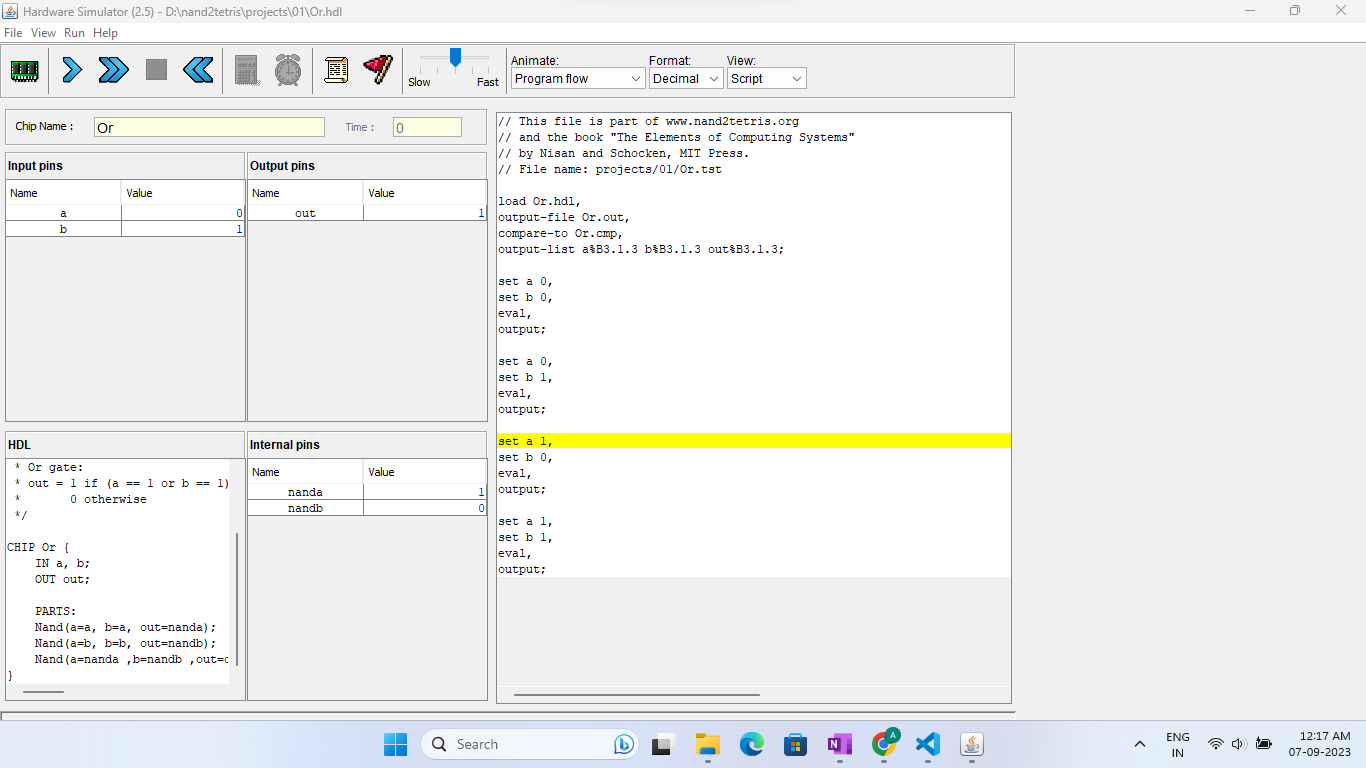 Hardware Simulator (2.5) - D:\nand2tetris\projects\01\Or.hdl
File View Run Help
Slow Fast
Animate: Format: View:
Program flow Decimal Script
Chip Name : Or Time : 0
Input pins
Name Value
a 0
b 1
Output pins
Name Value
out 1
HDL
* Or gate:
* out = 1 if (a == 1 or b == 1)
* 0 otherwise
*/
CHIP Or {
IN a, b;
OUT out;
PARTS:
Nand(a=a, b=a, out=nanda);
Nand(a=b, b=b, out=nandb);
Nand(a=nanda ,b=nandb ,out=
}
Internal pins
Name Value
nanda 1
nandb 0
// This file is part of www.nand2tetris.org
// and the book "The Elements of Computing Systems"
// by Nisan and Schocken, MIT Press.
// File name: projects/01/Or.tst
load Or.hdl,
output-file Or.out,
compare-to Or.cmp,
output-list a%B3.1.3 b%B3.1.3 out%B3.1.3;
set a 0,
set b 0,
eval,
output;
set a 0,
set b 1,
eval,
output;
set a 1,
set b 0,
eval,
output;
set a 1,
set b 1,
eval,
output;
Search
A
N
ENG
IN
12:17 AM
07-09-2023